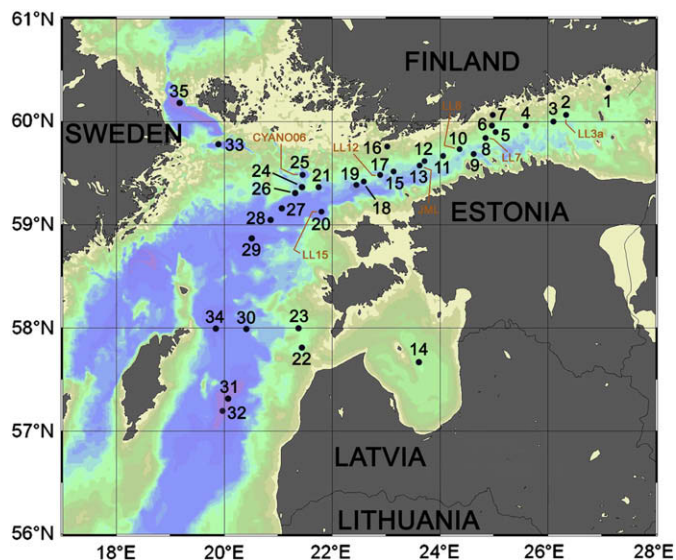 61°N
FINLAND
35
1
60°N
7
4
3
2
LL8
6
5
SWEDEN
33
CYANO06
LL12
16
12
10
8
LL7
LL3a
25
24
21
19
17
15
13
11
9
26
18
JML
ESTONIA
59°N
28
27
20
29
LL15
58°N
34
30
23
22
14
31
32
57°N
LATVIA
LITHUANIA
56°N
18°E
20°E
22°E
24°E
26°E
28°E